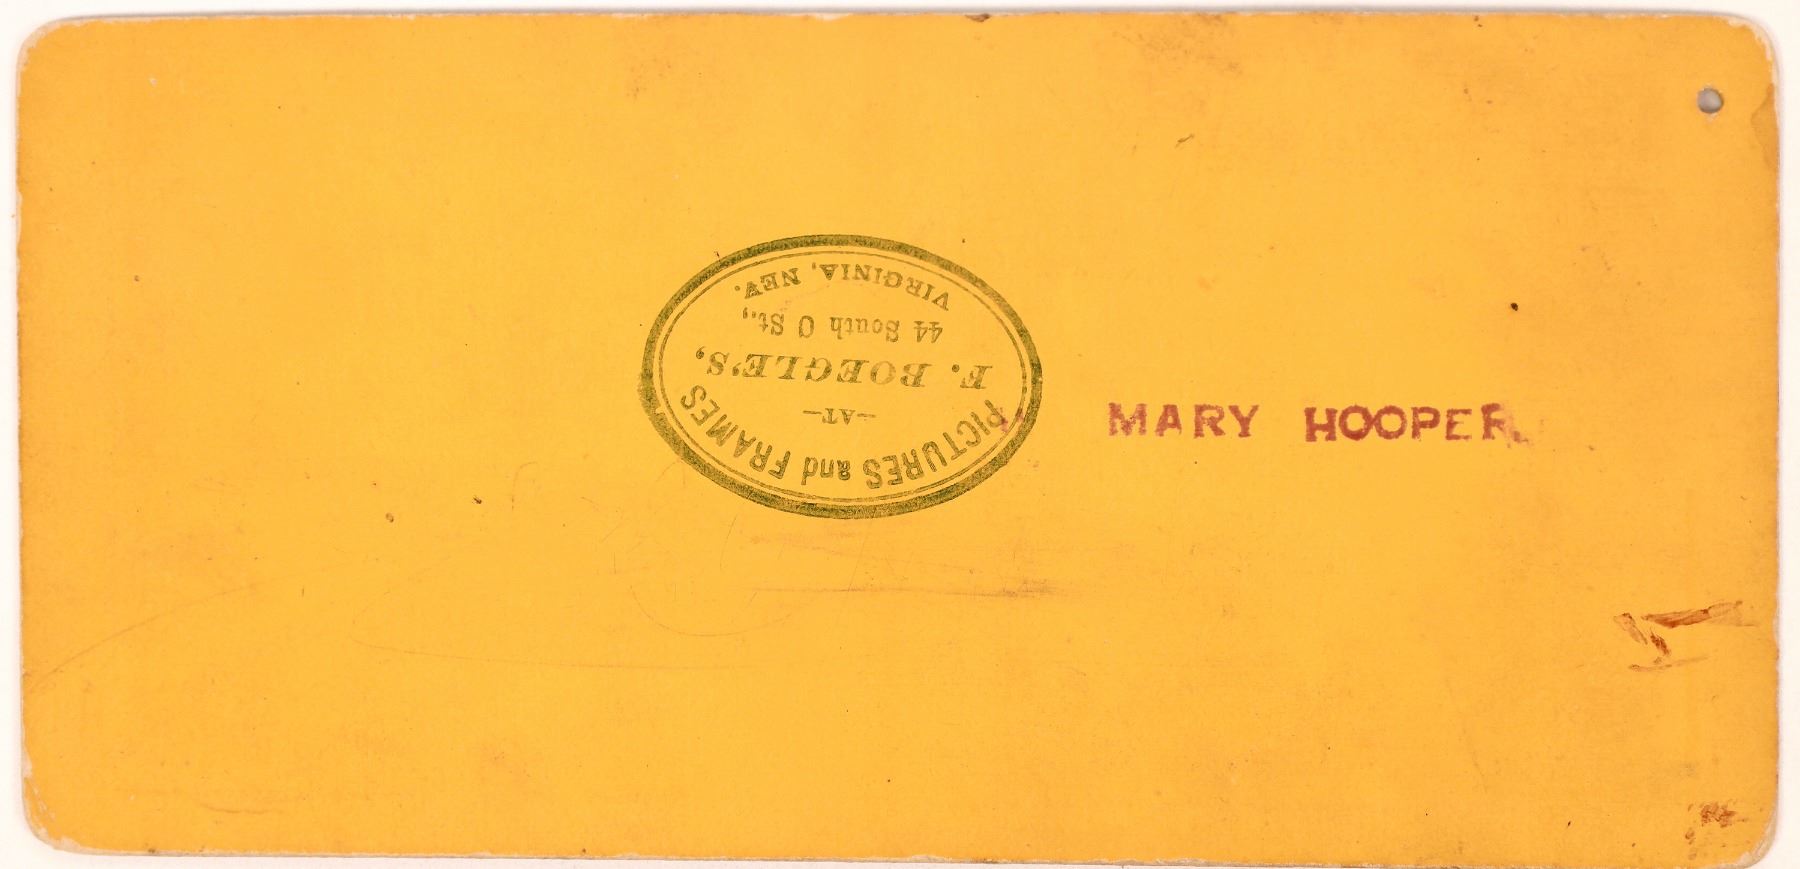 PICTURES and FRAMES
—AT—
F. BOEGLE'S,
44 South C St.,
VIRGINIA, NEV.
MARY HOOPER.